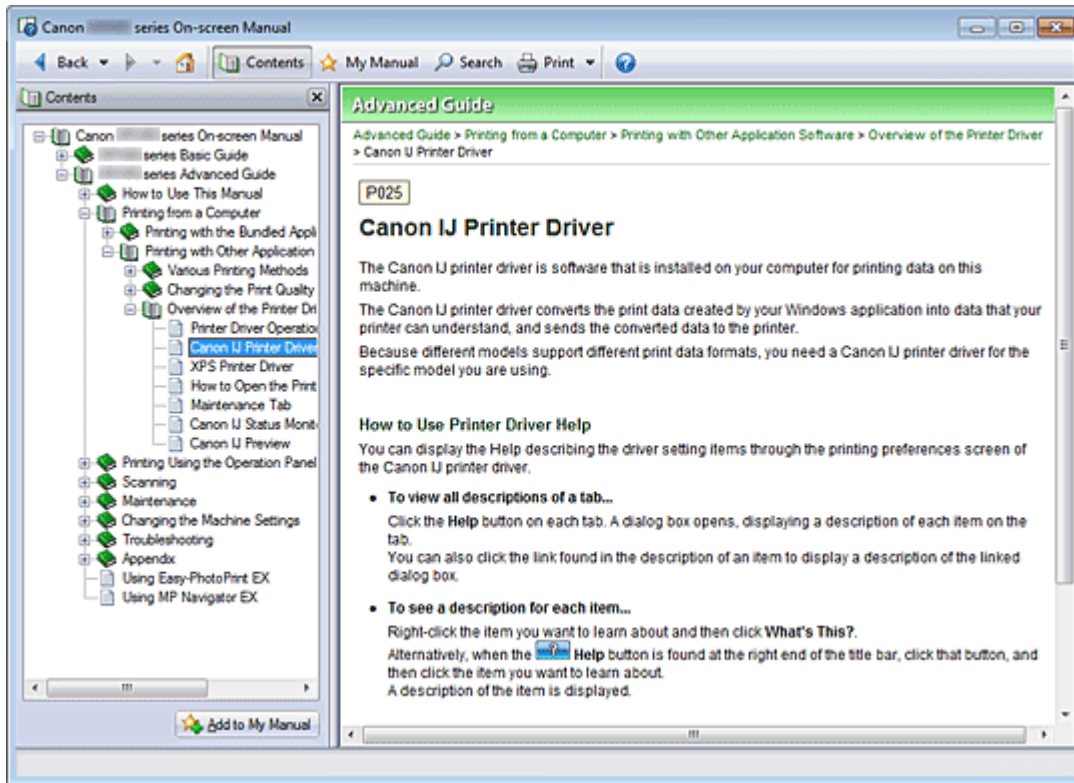 Canon series On-screen Manual
Back Contents My Manual Search Print
Contents
Canon series On-screen Manual
series Basic Guide
series Advanced Guide
How to Use This Manual
Printing from a Computer
Printing with the Bundled Appli
Printing with Other Application
Various Printing Methods
Changing the Print Quality
Overview of the Printer Dri
Printer Driver Operation
Canon IJ Printer Driver
XPS Printer Driver
How to Open the Print
Maintenance Tab
Canon IJ Status Monit
Canon IJ Preview
Printing Using the Operation Panel
Scanning
Maintenance
Changing the Machine Settings
Troubleshooting
Appendix
Using Easy-PhotoPrint EX
Using MP Navigator EX
Add to My Manual
Advanced Guide
Advanced Guide > Printing from a Computer > Printing with Other Application Software > Overview of the Printer Driver
> Canon IJ Printer Driver
P025
Canon IJ Printer Driver
The Canon IJ printer driver is software that is installed on your computer for printing data on this
machine.
The Canon IJ printer driver converts the print data created by your Windows application into data that your
printer can understand, and sends the converted data to the printer.
Because different models support different print data formats, you need a Canon IJ printer driver for the
specific model you are using.
How to Use Printer Driver Help
You can display the Help describing the driver setting items through the printing preferences screen of
the Canon IJ printer driver.
• To view all descriptions of a tab...
Click the Help button on each tab. A dialog box opens, displaying a description of each item on the
tab.
You can also click the link found in the description of an item to display a description of the linked
dialog box.
• To see a description for each item...
Right-click the item you want to learn about and then click What's This?.
Alternatively, when the Help button is found at the right end of the title bar, click that button, and
then click the item you want to learn about.
A description of the item is displayed.